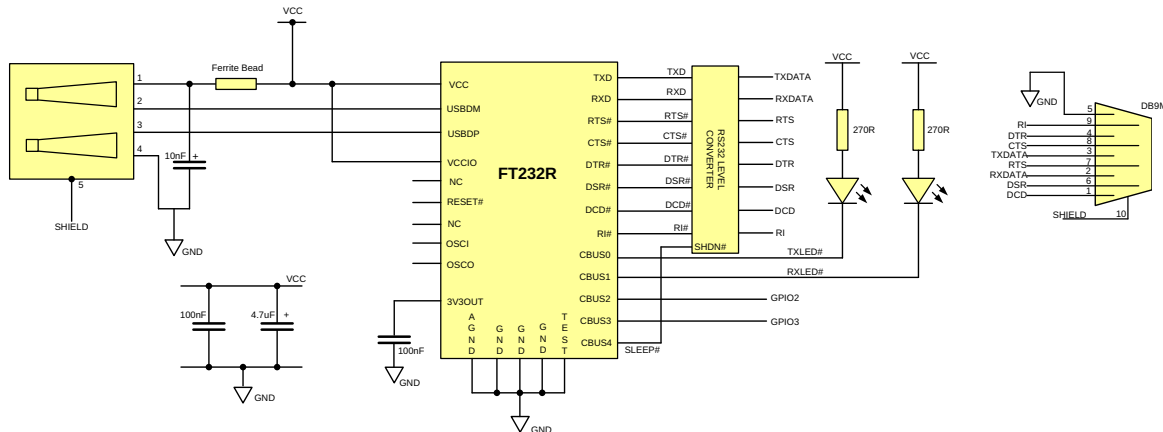 VCC
Ferrite Bead
1
2
3
4
5
SHIELD
10nF +
GND
VCC
100nF
4.7uF +
GND
FT232R
VCC
USBDM
USBDP
VCCIO
NC
RESET#
NC
OSCI
OSCO
3V3OUT
100nF
GND
AGND
GND
GND
GND
TEST
GND
TXD
RXD
RTS#
CTS#
DTR#
DSR#
DCD#
RI#
CBUS0
CBUS1
CBUS2
CBUS3
CBUS4
TXD
RXD
RTS#
CTS#
DTR#
DSR#
DCD#
RI#
SLEEP#
RS232 LEVEL
CONVERTER
SHDN#
TXDATA
RXDATA
RTS
CTS
DTR
DSR
DCD
RI
TXLED#
RXLED#
GPIO2
GPIO3
VCC
270R
VCC
270R
GND
DB9M
5
RI 9
DTR 4
CTS 8
TXDATA 3
RTS 7
RXDATA 2
DSR 6
DCD 1
SHIELD 10